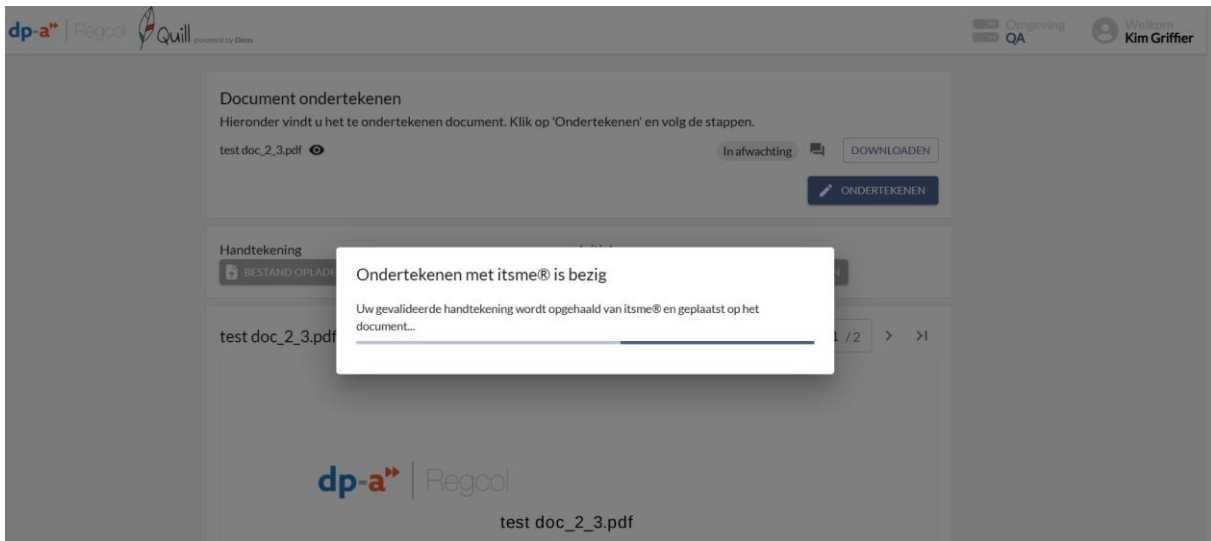 dp-a | Regcol Quill powered by Dioss
Omgeving
QA
Welkom
Kim Griffier
Document ondertekenen
Hieronder vindt u het te ondertekenen document. Klik op 'Ondertekenen' en volg de stappen.
test doc_2_3.pdf
In afwachting
DOWNLOADEN
ONDERTEKENEN
Handtekening
BESTAND OPLADE
Ondertekenen met itsme® is bezig
Uw gevalideerde handtekening wordt opgehaald van itsme® en geplaatst op het
document...
test doc_2_3.pdf
1 / 2
dp-a | Regcol
test doc_2_3.pdf